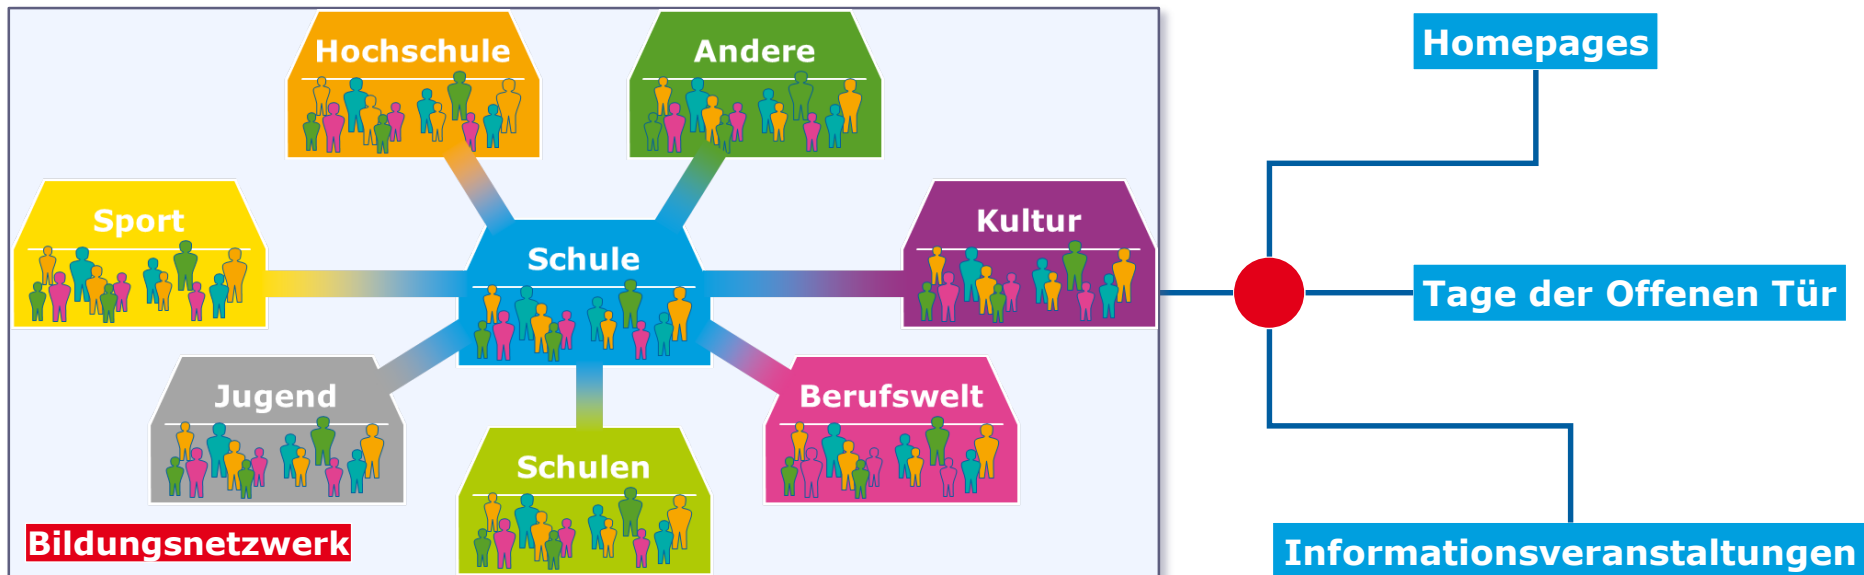 Hochschule
Andere
Homepages
Sport
Schule
Kultur
Tage der Offenen Tür
Jugend
Berufswelt
Schulen
Bildungsnetzwerk
Informationsveranstaltungen